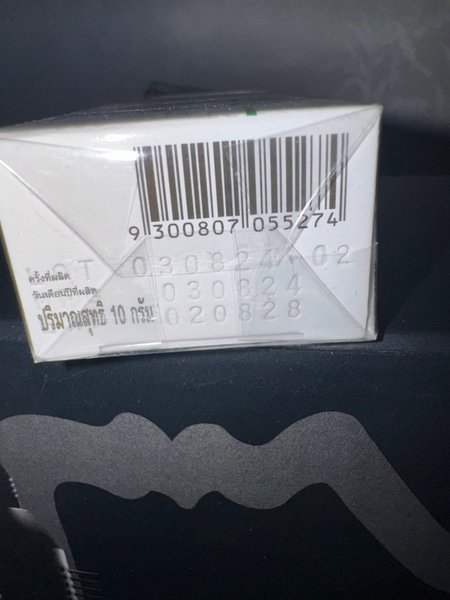 9 300807 055274
LOT 030824-02
ครั้งที่ผลิต
030824
วันเดือนปีที่ผลิต
ปริมาณสุทธิ 10 กรัม
020828